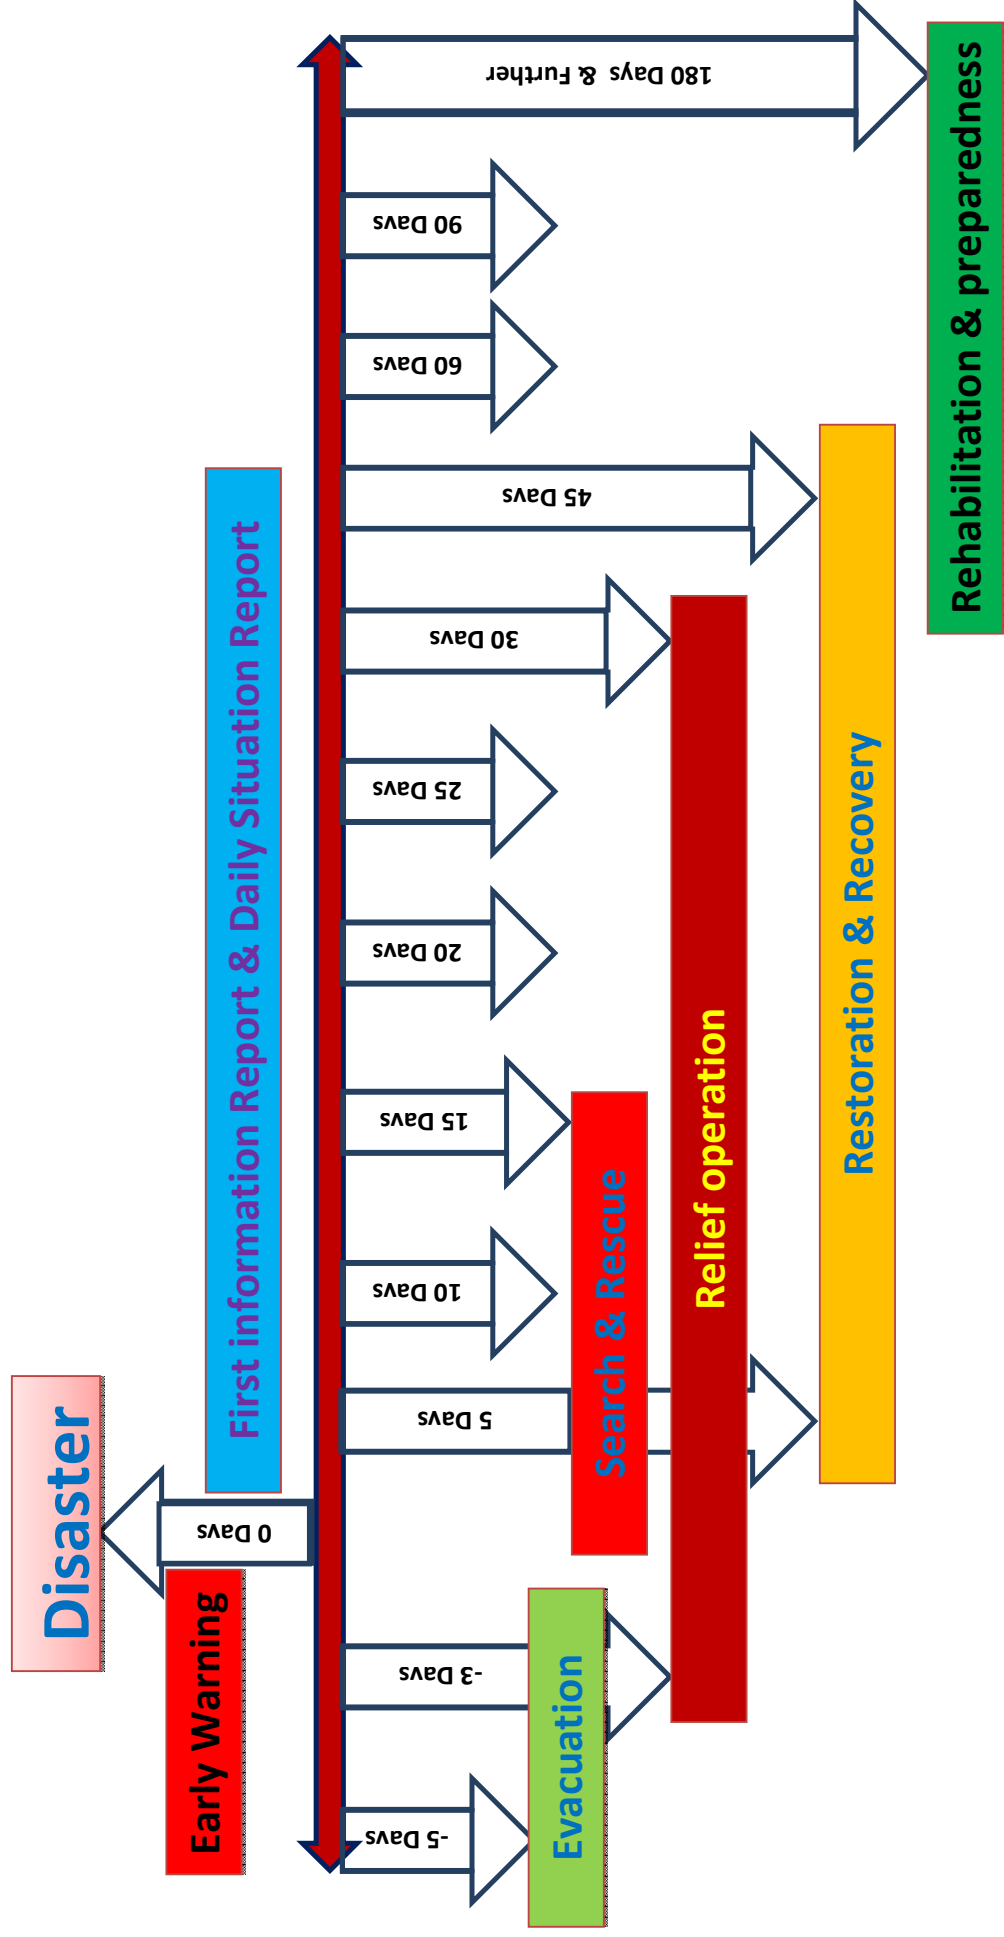 Disaster
Early Warning
First information Report & Daily Situation Report
-5 Days
-3 Days
0 Days
5 Days
10 Days
15 Days
20 Days
25 Days
30 Days
45 Days
60 Days
90 Days
180 Days & Further
Evacuation
Search & Rescue
Relief operation
Restoration & Recovery
Rehabilitation & preparedness